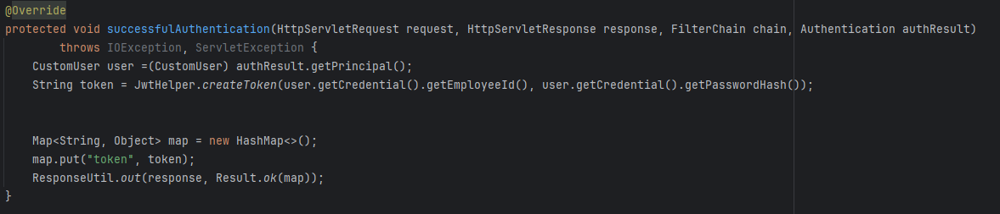 @Override
protected void successfulAuthentication(HttpServletRequest request, HttpServletResponse response, FilterChain chain, Authentication authResult)
throws IOException, ServletException {
CustomUser user =(CustomUser) authResult.getPrincipal();
String token = JwtHelper.createToken(user.getCredential().getEmployeeId(), user.getCredential().getPasswordHash());
Map<String, Object> map = new HashMap<>();
map.put("token", token);
ResponseUtil.out(response, Result.ok(map));
}